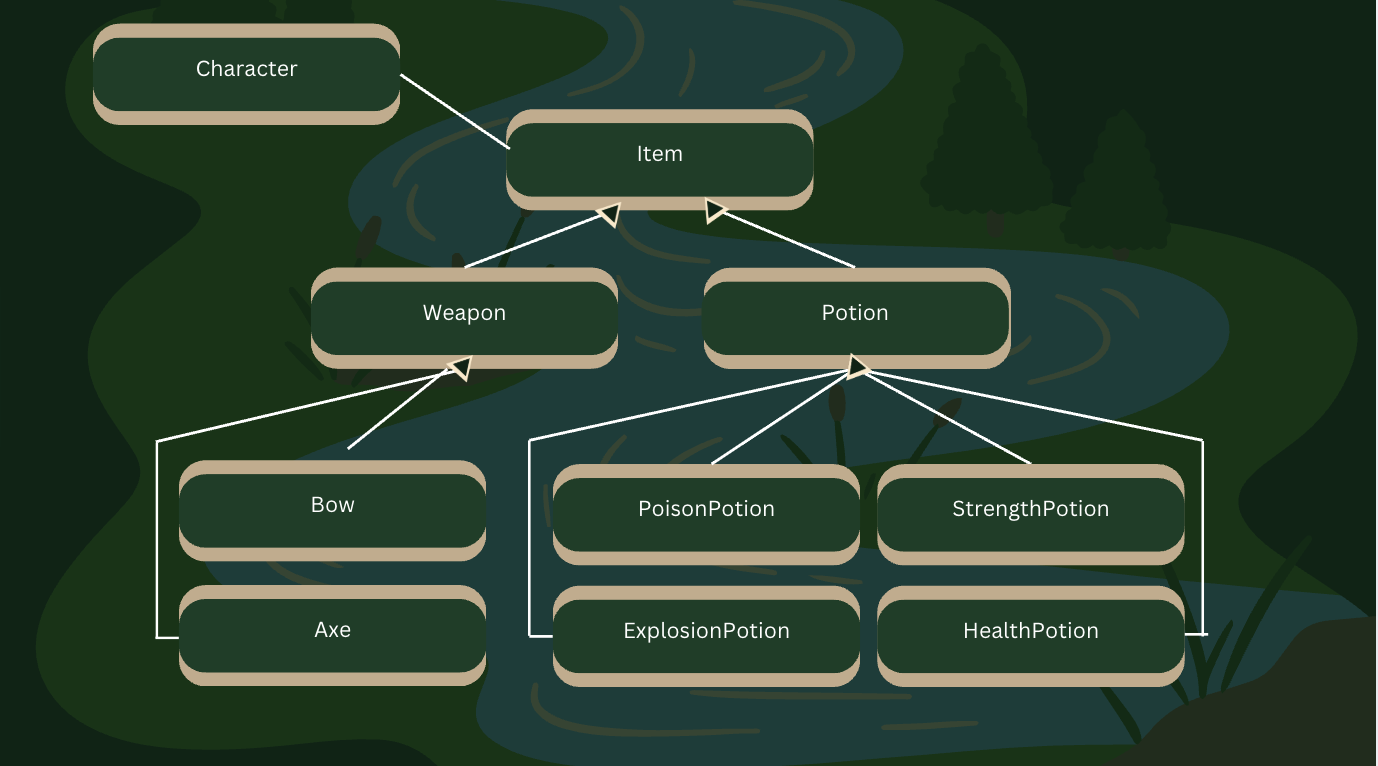 Character
Item
Weapon
Potion
Bow
PoisonPotion
StrengthPotion
Axe
ExplosionPotion
HealthPotion